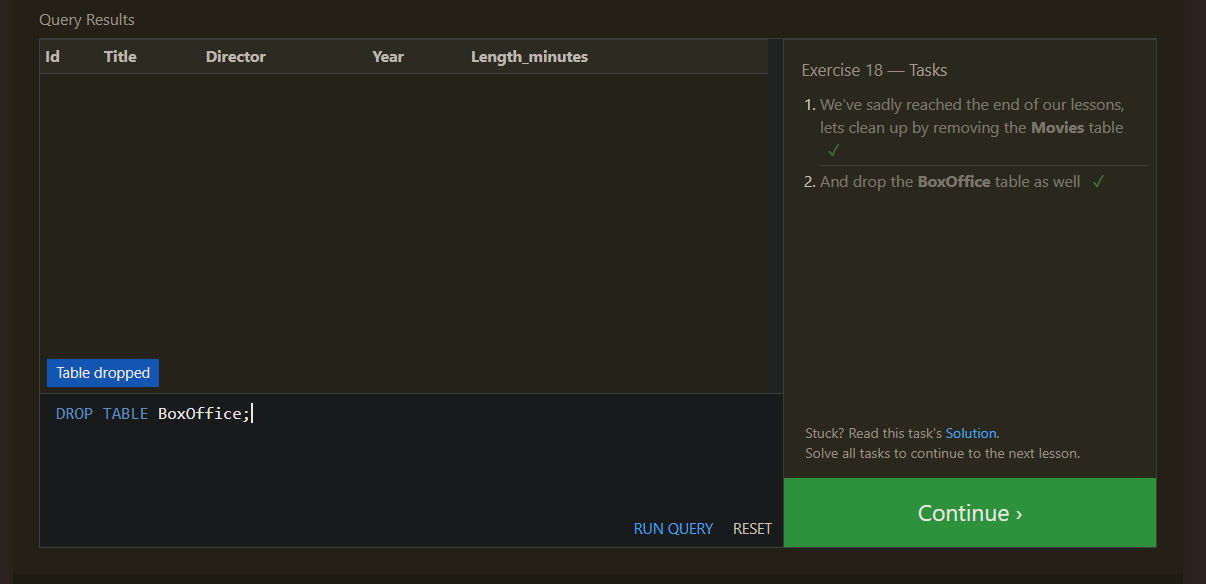 Query Results
Id Title Director Year Length_minutes
Table dropped
DROP TABLE BoxOffice;
RUN QUERY RESET
Exercise 18 — Tasks
1. We've sadly reached the end of our lessons,
lets clean up by removing the Movies table
✓
2. And drop the BoxOffice table as well ✓
Stuck? Read this task's Solution.
Solve all tasks to continue to the next lesson.
Continue ›